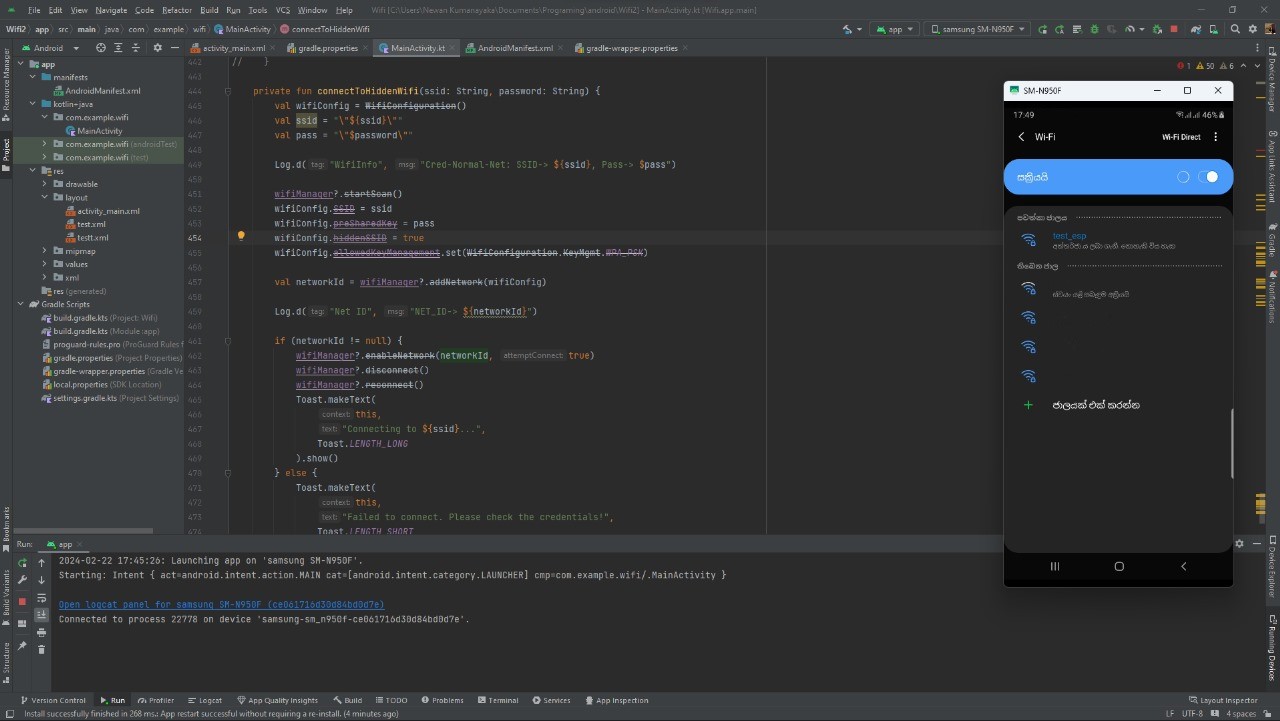 File Edit View Navigate Code Refactor Build Run Tools VCS Window Help Wifi [C:\Users\Newan Kumanayaka\Documents\Programing\android\Wifi2] - MainActivity.kt [Wifi.app.main]
Wifi2 app src main java com example wifi MainActivity connectToHiddenWifi
app samsung SM-N950F
Android
activity_main.xml gradle.properties MainActivity.kt AndroidManifest.xml gradle-wrapper.properties
Resource Manager
Project
Bookmarks
Build Variants
Structure
app
manifests
AndroidManifest.xml
kotlin+java
com.example.wifi
MainActivity
com.example.wifi (androidTest)
com.example.wifi (test)
res
drawable
layout
activity_main.xml
test.xml
testt.xml
mipmap
values
xml
res (generated)
Gradle Scripts
build.gradle.kts (Project: Wifi)
build.gradle.kts (Module :app)
proguard-rules.pro (ProGuard Rules f
gradle.properties (Project Properties)
gradle-wrapper.properties (Gradle Ve
local.properties (SDK Location)
settings.gradle.kts (Project Settings)
1 50 6
442 // }
443
444 private fun connectToHiddenWifi(ssid: String, password: String) {
445 val wifiConfig = WifiConfiguration()
446 val ssid = "\"${ssid}\""
447 val pass = "\"$password\""
449 Log.d( tag: "WifiInfo", msg: "Cred-Normal-Net: SSID-> ${ssid}, Pass-> $pass")
451 wifiManager?.startScan()
452 wifiConfig.SSID = ssid
453 wifiConfig.preSharedKey = pass
454 wifiConfig.hiddenSSID = true
455 wifiConfig.allowedKeyManagement.set(WifiConfiguration.KeyMgmt.WPA_PSK)
457 val networkId = wifiManager?.addNetwork(wifiConfig)
459 Log.d( tag: "Net ID", msg: "NET_ID-> ${networkId}")
461 if (networkId != null) {
462 wifiManager?.enableNetwork(networkId, attemptConnect: true)
463 wifiManager?.disconnect()
464 wifiManager?.reconnect()
465 Toast.makeText(
466 context: this,
467 text: "Connecting to ${ssid}...",
468 Toast.LENGTH_LONG
469 ).show()
470 } else {
471 Toast.makeText(
472 context: this,
473 text: "Failed to connect. Please check the credentials!",
Toast.LENGTH_SHORT
SM-N950F
17.49 46%
Wi-Fi Wi-Fi Direct
සක්‍රියයි
වත්මන් ජාලය
test_esp
අන්තර්ජාලය ලබා ගැනී නොහැකි විය හැක
තිබෙන ජාල
ස්වයං යළි සබැඳුම අක්‍රියයි
ජාලයක් එක් කරන්න
Device Manager
App Links Assistant
Gradle
Notifications
Device Explorer
Running Devices
Run: app
2024-02-22 17:45:26: Launching app on 'samsung SM-N950F'.
Starting: Intent { act=android.intent.action.MAIN cat=[android.intent.category.LAUNCHER] cmp=com.example.wifi/.MainActivity }
Open logcat panel for samsung SM-N950F (ce061716d30d84bd0d7e)
Connected to process 22778 on device 'samsung-sm_n950f-ce061716d30d84bd0d7e'.
Version Control Run Profiler Logcat App Quality Insights Build TODO Problems Terminal Services App Inspection Layout Inspector
Install successfully finished in 268 ms.: App restart successful without requiring a re-install. (4 minutes ago) LF UTF-8 4 spaces